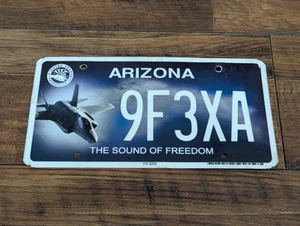 ARIZONA
9F3XA
THE SOUND OF FREEDOM